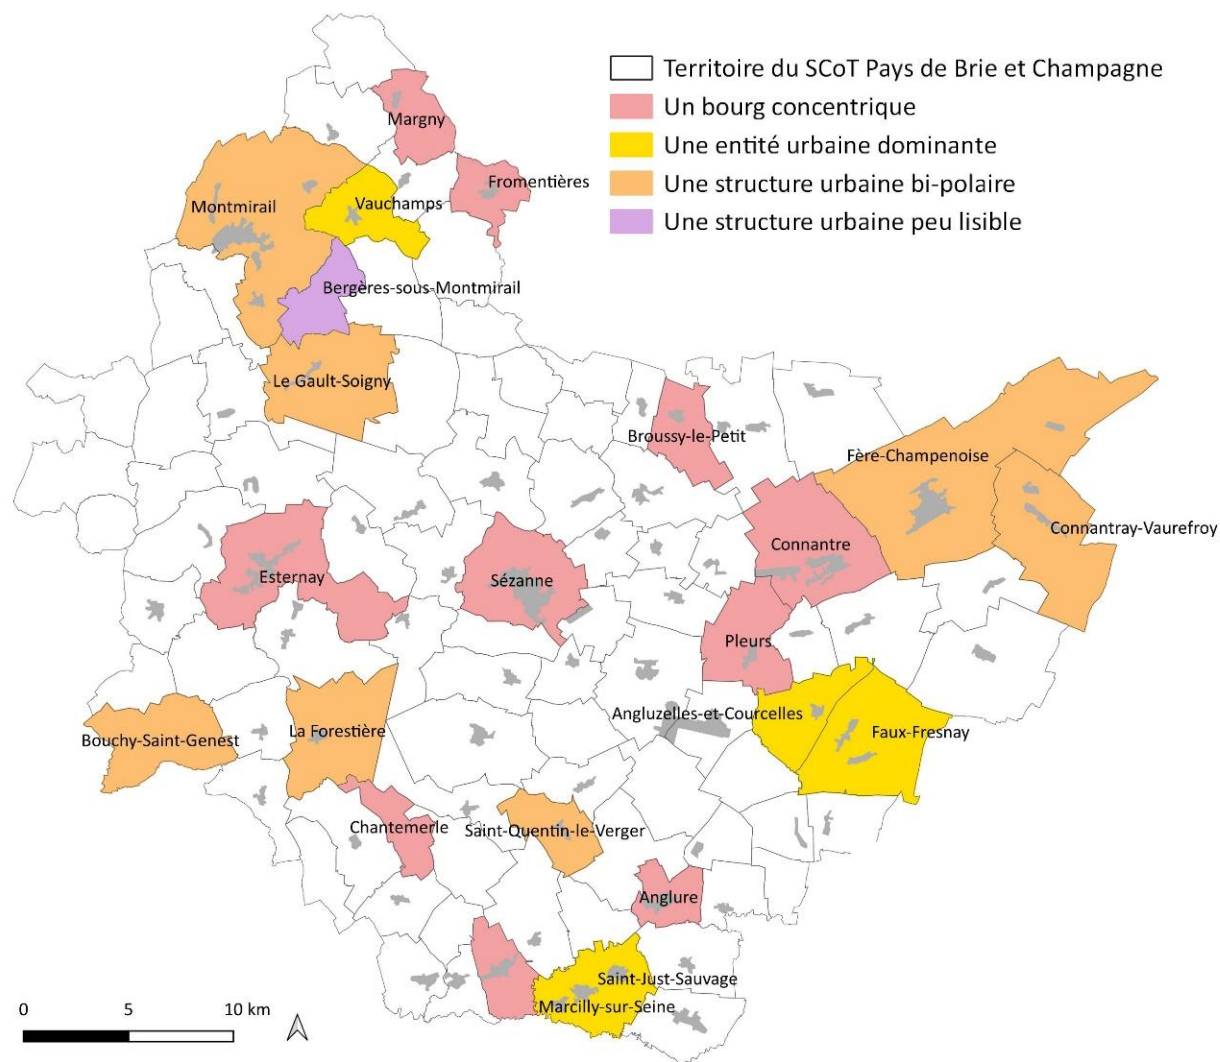 Territoire du SCoT Pays de Brie et Champagne
Un bourg concentrique
Une entité urbaine dominante
Une structure urbaine bi-polaire
Une structure urbaine peu lisible
Margny
Fromentières
Vauchamps
Montmirail
Bergères-sous-Montmirail
Le Gault-Soigny
Broussy-le-Petit
Fère-Champenoise
Connantray-Vaurefroy
Connantre
Esternay
Sézanne
Pleurs
Angluzelles-et-Courcelles
Faux-Fresnay
La Forestière
Bouchy-Saint-Genest
Chantemerle
Saint-Quentin-le-Verger
Anglure
Saint-Just-Sauvage
Marcilly-sur-Seine
0 5 10 km